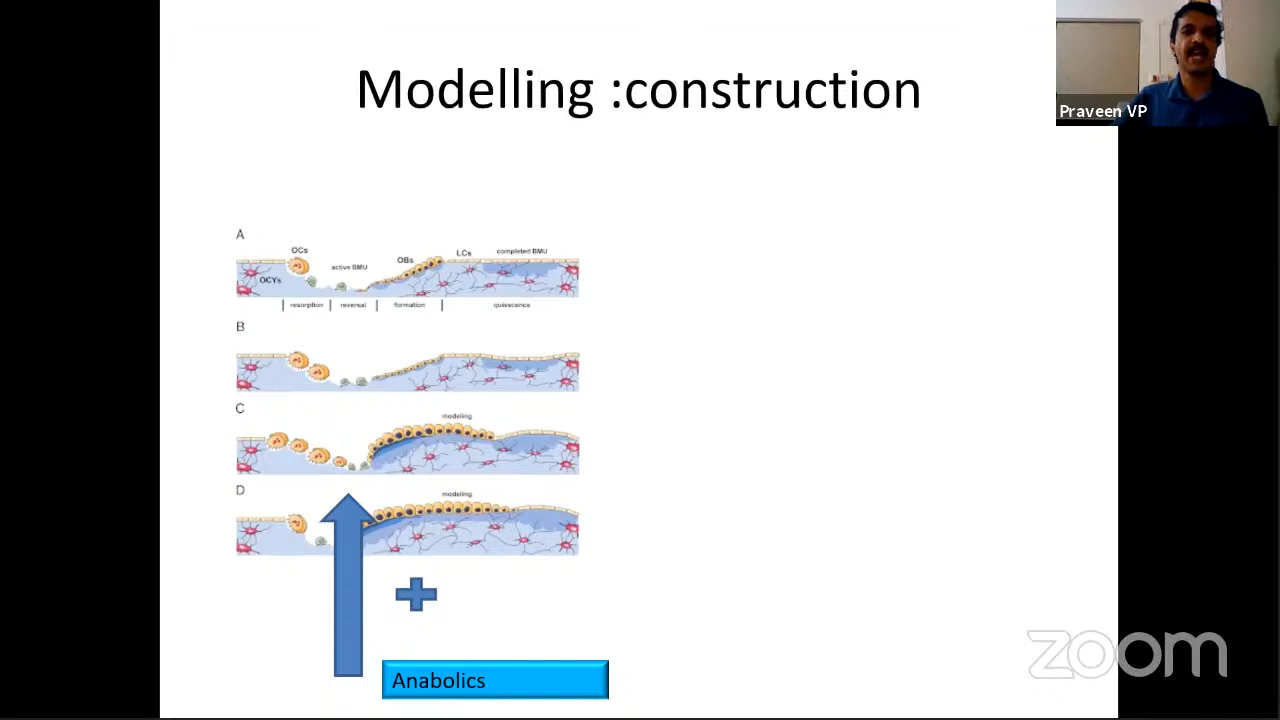 Modelling :construction
Praveen VP
A
OCs
active BMU
OBs
LCs
completed BMU
OCYs
resorption
reversal
formation
quiescence
B
C
modeling
D
modeling
Anabolics
zoom